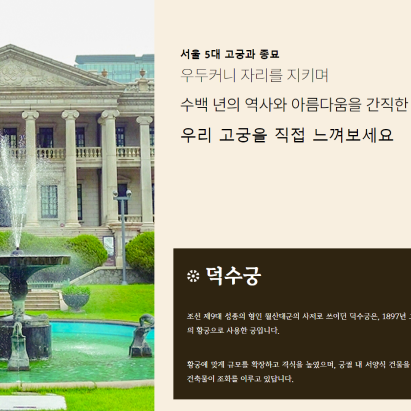 서울 5대 고궁과 종묘
우두커니 자리를 지키며
수백 년의 역사와 아름다움을 간직한
우리 고궁을 직접 느껴보세요
덕수궁
조선 제9대 성종의 형인 월산대군의 사저로 쓰이던 덕수궁은, 1897년
의 황궁으로 사용한 궁입니다.
황궁에 맞게 규모를 확장하고 격식을 높였으며, 궁궐 내 서양식 건물을
건축물이 조화를 이루고 있답니다.